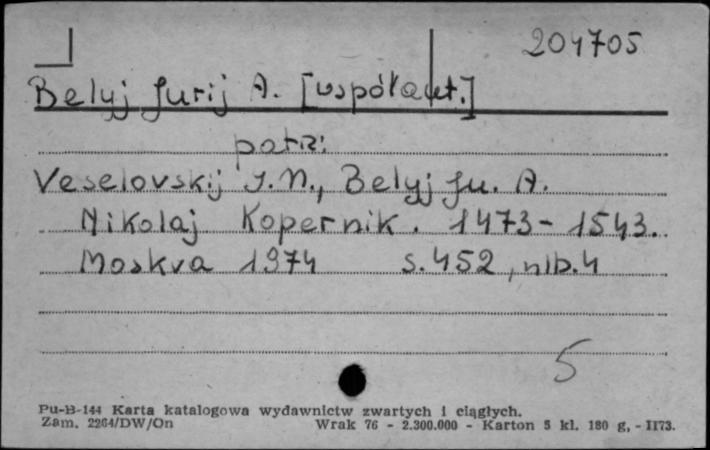 204705
Belyj Jurij A. [współaut.]
patrz:
Veselovskij I.N., Belyj Ju. A.
Nikolaj Kopernik. 1473-1543.
Moskva 1974 s. 452, nlb. 4
5
Pu-B-144 Karta katalogowa wydawnictw zwartych i ciągłych.
Zam. 2264/DW/On Wrak 76 - 2.300.000 - Karton 5 kl. 180 g, - II73.